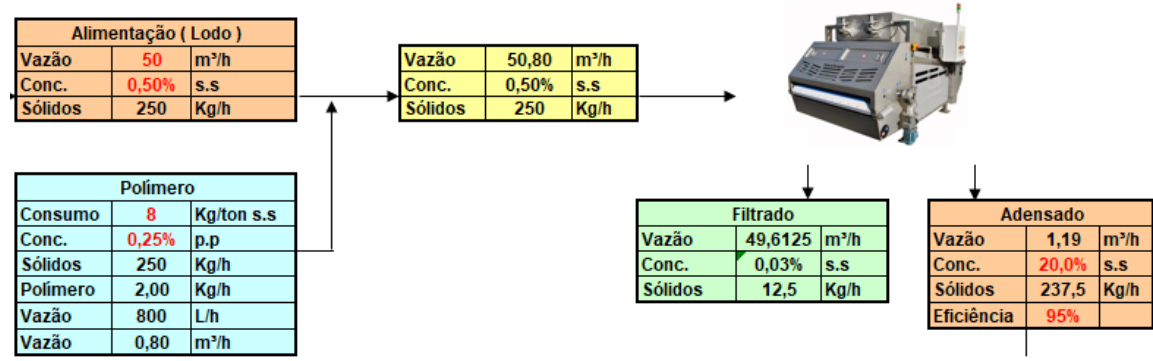 Alimentação ( Lodo )
Vazão 50 m³/h
Conc. 0,50% s.s
Sólidos 250 Kg/h
Vazão 50,80 m³/h
Conc. 0,50% s.s
Sólidos 250 Kg/h
Polímero
Consumo 8 Kg/ton s.s
Conc. 0,25% p.p
Sólidos 250 Kg/h
Polímero 2,00 Kg/h
Vazão 800 L/h
Vazão 0,80 m³/h
Filtrado
Vazão 49,6125 m³/h
Conc. 0,03% s.s
Sólidos 12,5 Kg/h
Adensado
Vazão 1,19 m³/h
Conc. 20,0% s.s
Sólidos 237,5 Kg/h
Eficiência 95%